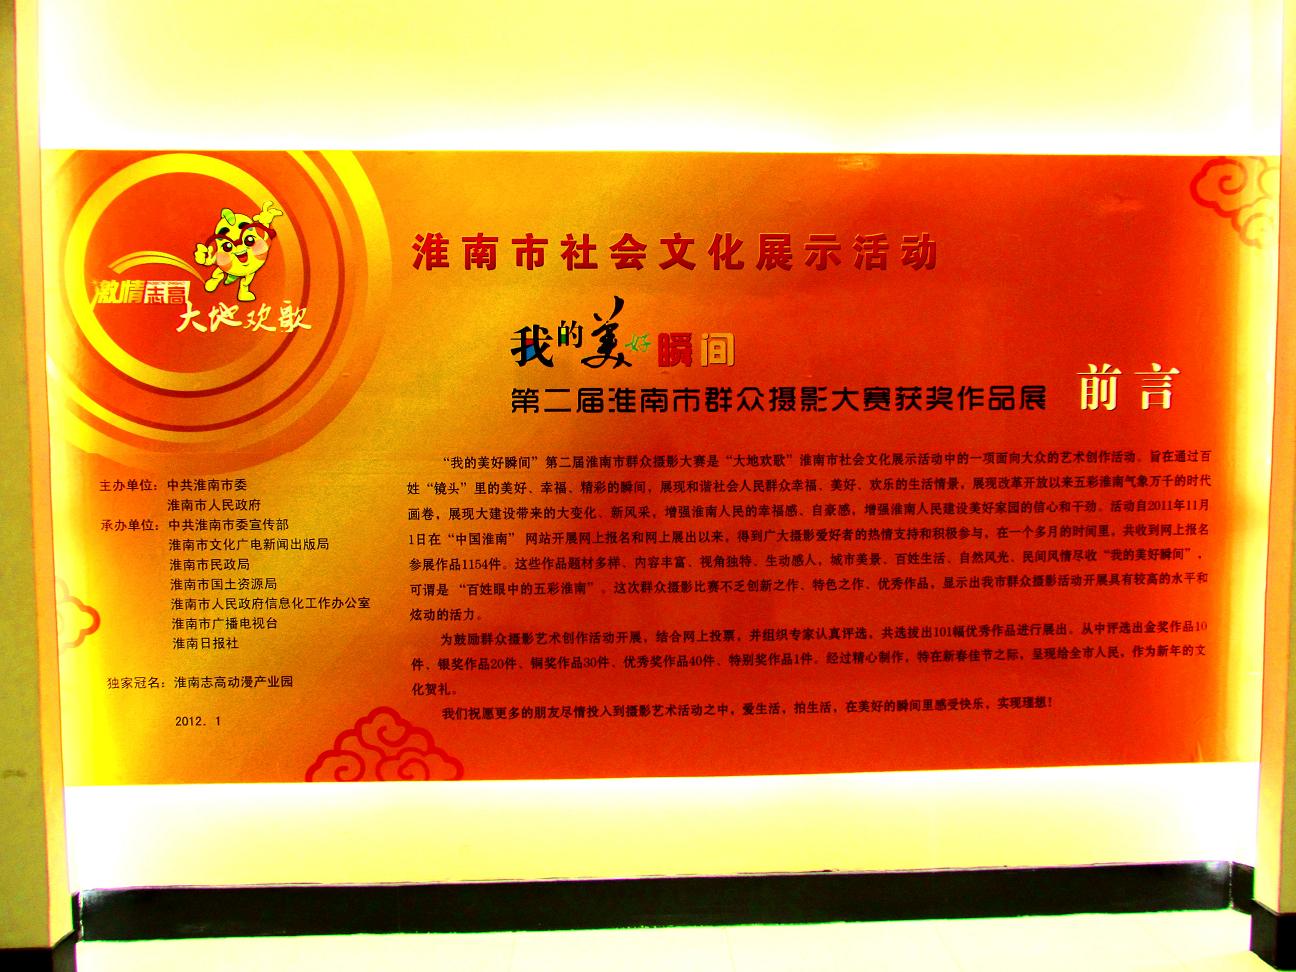 激情志高
大地欢歌
淮南市社会文化展示活动
我的美好瞬间
第二届淮南市群众摄影大赛获奖作品展
前言
主办单位：中共淮南市委
淮南市人民政府
承办单位：中共淮南市委宣传部
淮南市文化广电新闻出版局
淮南市民政局
淮南市国土资源局
淮南市人民政府信息化工作办公室
淮南市广播电视台
淮南日报社
独家冠名：淮南志高动漫产业园
2012．1
“我的美好瞬间”第二届淮南市群众摄影大赛是“大地欢歌”淮南市社会文化展示活动中的一项面向大众的艺术创作活动。旨在通过百
姓“镜头”里的美好、幸福、精彩的瞬间，展现和谐社会人民群众幸福、美好、欢乐的生活情景，展现改革开放以来五彩淮南气象万千的时代
画卷，展现大建设带来的大变化、新风采，增强淮南人民的幸福感、自豪感，增强淮南人民建设美好家园的信心和干劲。活动自2011年11月
1日在“中国淮南”网站开展网上报名和网上展出以来，得到广大摄影爱好者的热情支持和积极参与，在一个多月的时间里，共收到网上报名
参展作品1154件。这些作品题材多样、内容丰富、视角独特、生动感人，城市美景、百姓生活、自然风光、民间风情尽收“我的美好瞬间”，
可谓是“百姓眼中的五彩淮南”。这次群众摄影比赛不乏创新之作、特色之作、优秀作品，显示出我市群众摄影活动开展具有较高的水平和
炫动的活力。
为鼓励群众摄影艺术创作活动开展，结合网上投票，并组织专家认真评选，共选拔出101幅优秀作品进行展出。从中评选出金奖作品10
件、银奖作品20件、铜奖作品30件、优秀奖作品40件、特别奖作品1件。经过精心制作，特在新春佳节之际，呈现给全市人民，作为新年的文
化贺礼。
我们祝愿更多的朋友尽情投入到摄影艺术活动之中，爱生活，拍生活，在美好的瞬间里感受快乐，实现理想！